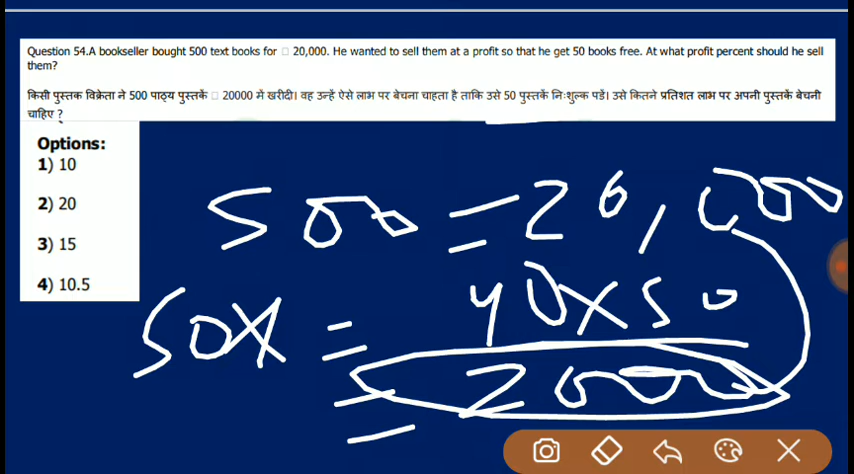 Question 54.A bookseller bought 500 text books for □ 20,000. He wanted to sell them at a profit so that he get 50 books free. At what profit percent should he sell
them?
किसी पुस्तक विक्रेता ने 500 पाठ्य पुस्तकें □ 20000 में खरीदी। वह उन्हें ऐसे लाभ पर बेचना चाहता है ताकि उसे 50 पुस्तकें निःशुल्क पडें। उसे कितने प्रतिशत लाभ पर अपनी पुस्तकें बेचनी
चाहिए ?
Options:
1) 10
2) 20
3) 15
4) 10.5
500 = 20,000
50x = 40x50
= 2000